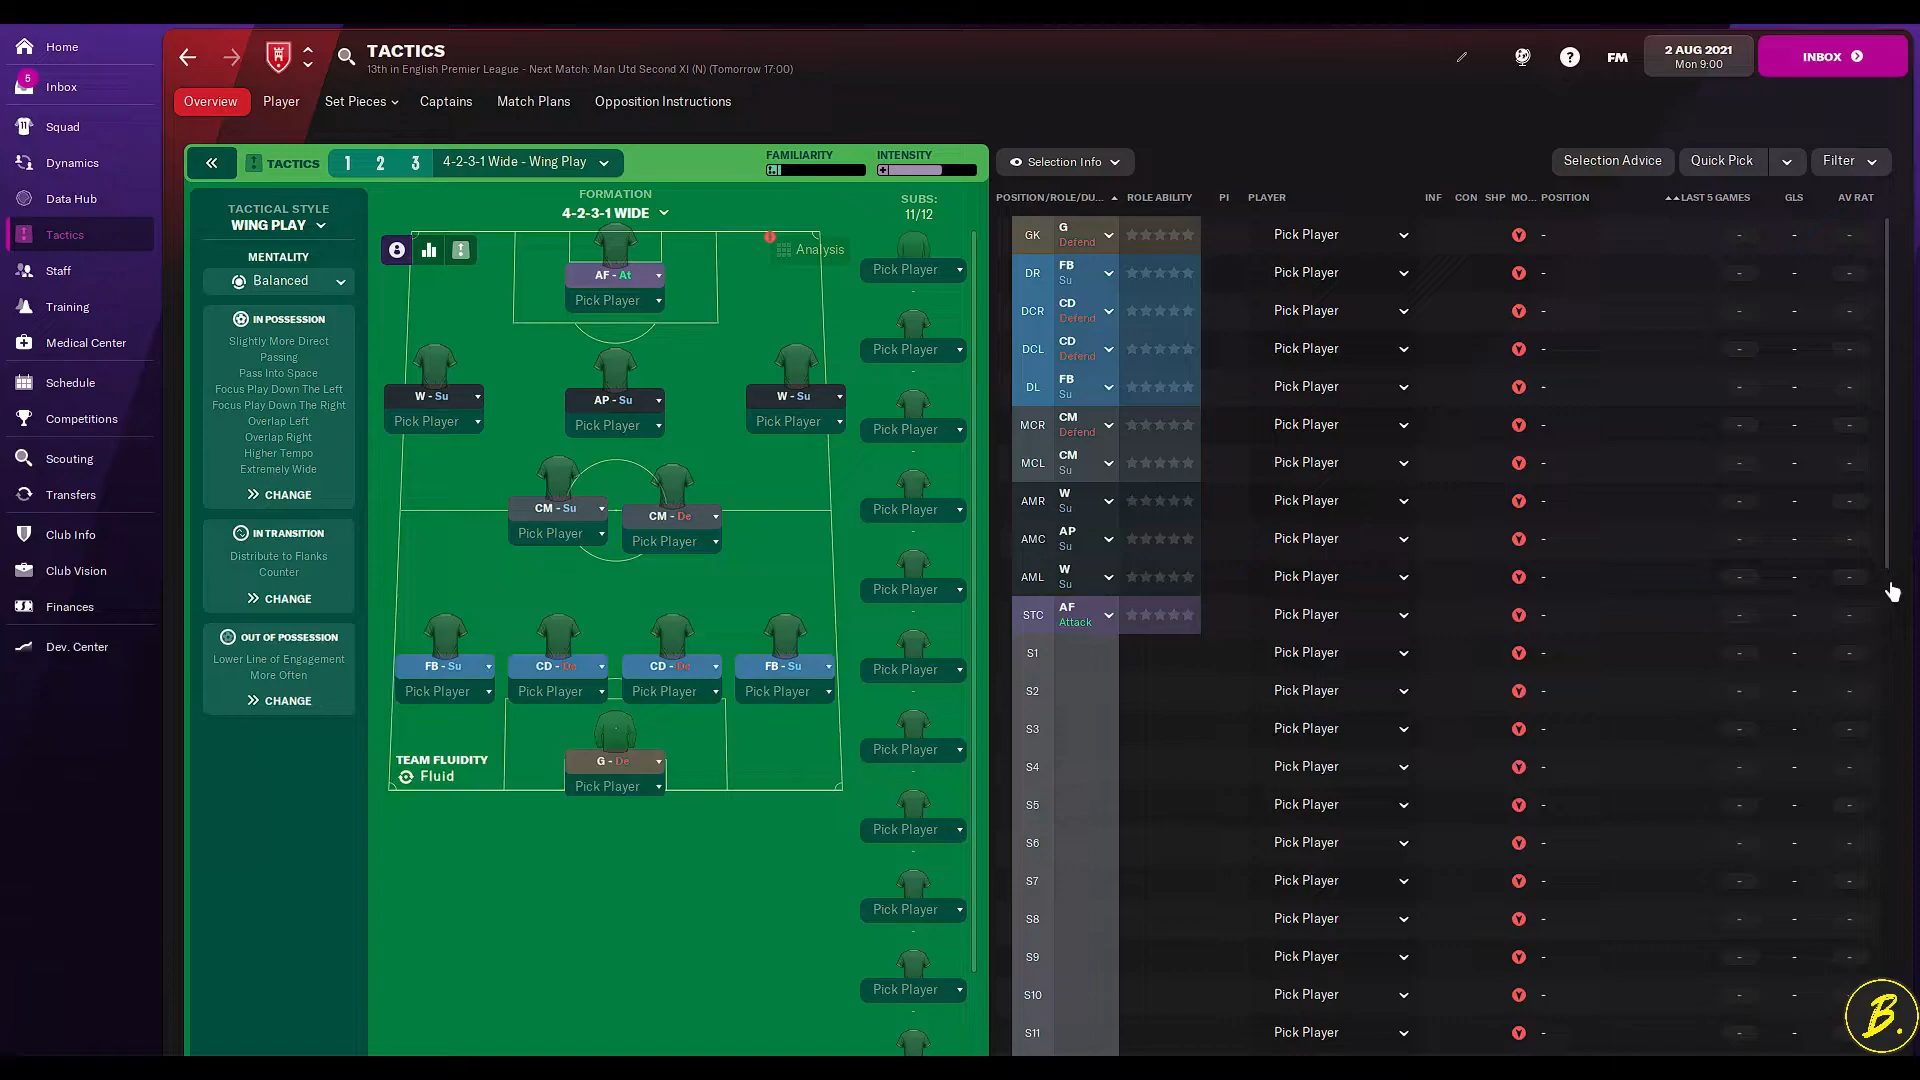 Home
5
Inbox
Squad
Dynamics
Data Hub
Tactics
Staff
Training
Medical Center
Schedule
Competitions
Scouting
Transfers
Club Info
Club Vision
Finances
Dev. Center
TACTICS
13th in English Premier League - Next Match: Man Utd Second XI (N) (Tomorrow 17:00)
? FM
2 AUG 2021
Mon 9:00
INBOX
Overview Player Set Pieces Captains Match Plans Opposition Instructions
TACTICS 1 2 3 4-2-3-1 Wide - Wing Play
FAMILIARITY
INTENSITY
TACTICAL STYLE
WING PLAY
MENTALITY
Balanced
IN POSSESSION
Slightly More Direct
Passing
Pass Into Space
Focus Play Down The Left
Focus Play Down The Right
Overlap Left
Overlap Right
Higher Tempo
Extremely Wide
CHANGE
IN TRANSITION
Distribute to Flanks
Counter
CHANGE
OUT OF POSSESSION
Lower Line of Engagement
More Often
CHANGE
FORMATION
4-2-3-1 WIDE
Analysis
AF - At
Pick Player
W - Su
Pick Player
AP - Su
Pick Player
W - Su
Pick Player
CM - Su
Pick Player
CM - De
Pick Player
FB - Su
Pick Player
CD - De
Pick Player
CD - De
Pick Player
FB - Su
Pick Player
G - De
Pick Player
TEAM FLUIDITY
Fluid
SUBS:
11/12
Pick Player
-
Pick Player
-
Pick Player
-
Pick Player
-
Pick Player
-
Pick Player
-
Pick Player
-
Pick Player
-
Pick Player
-
Pick Player
-
Selection Info
Selection Advice Quick Pick Filter
POSITION/ROLE/DU... ROLE ABILITY PI PLAYER INF CON SHP MO... POSITION LAST 5 GAMES GLS AV RAT
GK G Defend Pick Player Y - - - -
DR FB Su Pick Player Y - - - -
DCR CD Defend Pick Player Y - - - -
DCL CD Defend Pick Player Y - - - -
DL FB Su Pick Player Y - - - -
MCR CM Defend Pick Player Y - - - -
MCL CM Su Pick Player Y - - - -
AMR W Su Pick Player Y - - - -
AMC AP Su Pick Player Y - - - -
AML W Su Pick Player Y - - - -
STC AF Attack Pick Player Y - - - -
S1 Pick Player Y - - - -
S2 Pick Player Y - - - -
S3 Pick Player Y - - - -
S4 Pick Player Y - - - -
S5 Pick Player Y - - - -
S6 Pick Player Y - - - -
S7 Pick Player Y - - - -
S8 Pick Player Y - - - -
S9 Pick Player Y - - - -
S10 Pick Player Y - - - -
S11 Pick Player Y - - - -
B.